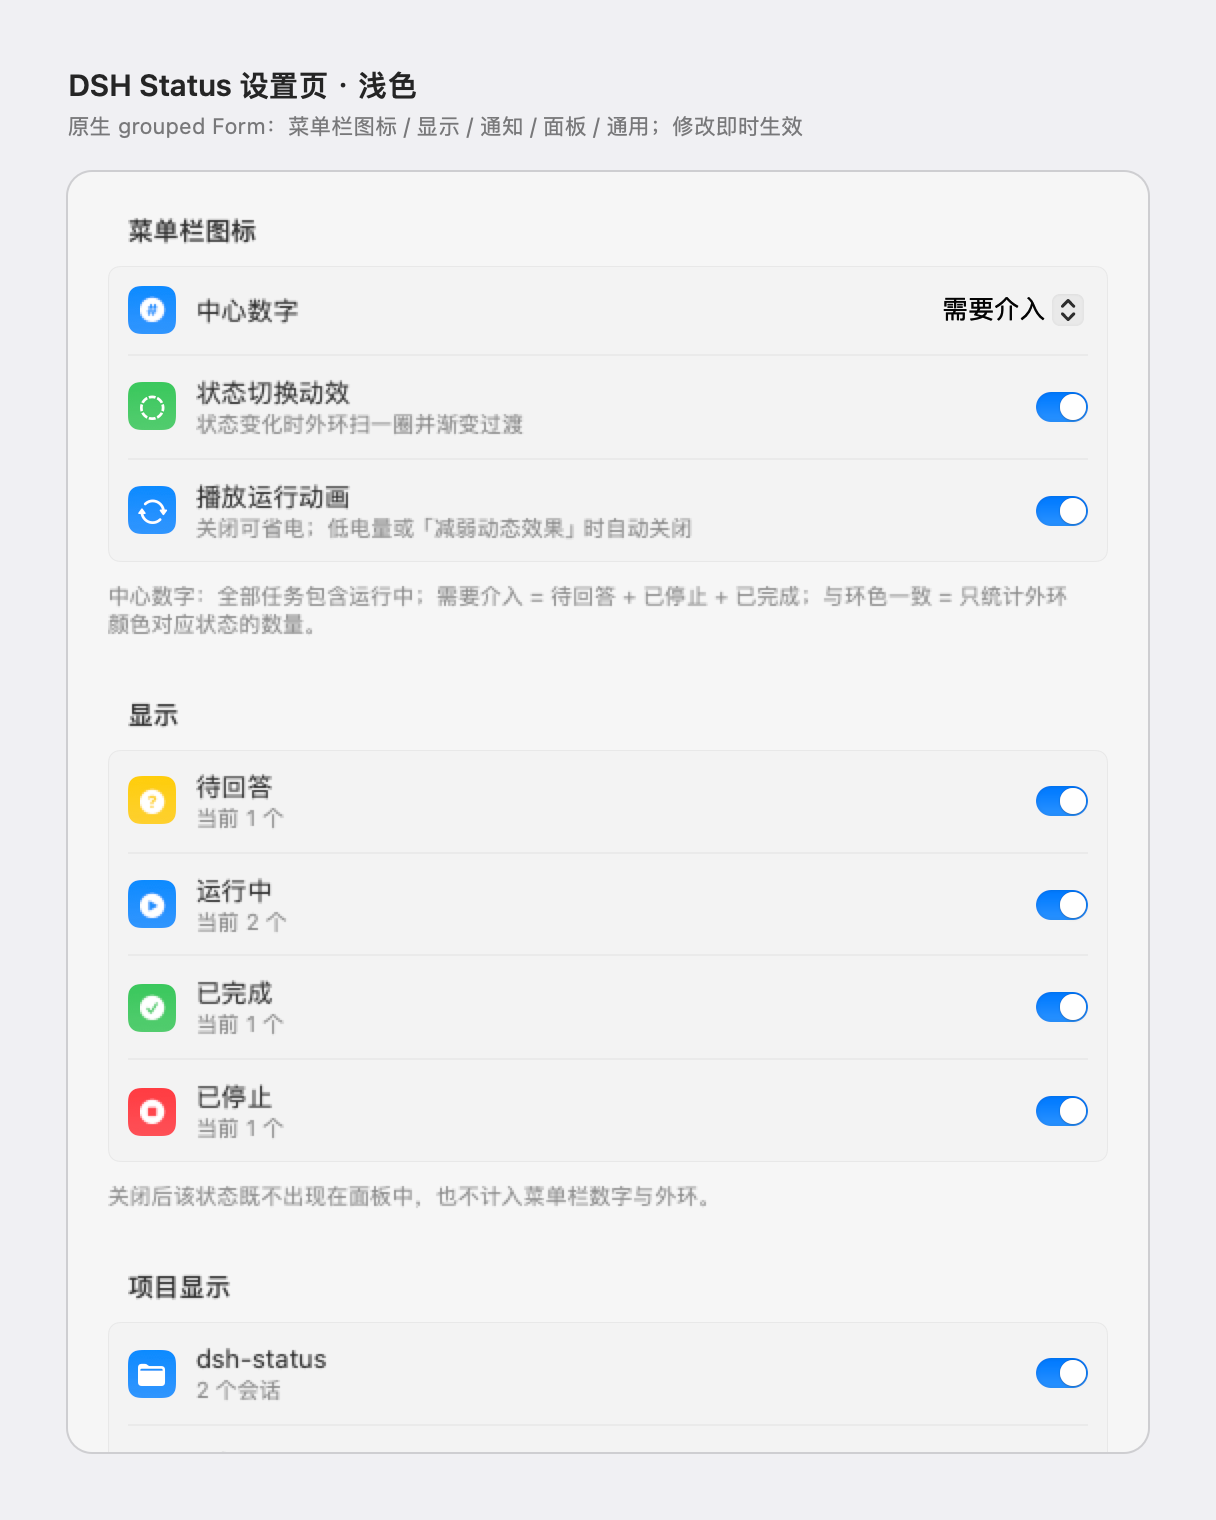 DSH Status 设置页 · 浅色
原生 grouped Form：菜单栏图标 / 显示 / 通知 / 面板 / 通用；修改即时生效
菜单栏图标
中心数字
需要介入
状态切换动效
状态变化时外环扫一圈并渐变过渡
播放运行动画
关闭可省电；低电量或「减弱动态效果」时自动关闭
中心数字：全部任务包含运行中；需要介入 = 待回答 + 已停止 + 已完成；与环色一致 = 只统计外环
颜色对应状态的数量。
显示
待回答
当前 1 个
运行中
当前 2 个
已完成
当前 1 个
已停止
当前 1 个
关闭后该状态既不出现在面板中，也不计入菜单栏数字与外环。
项目显示
dsh-status
2 个会话